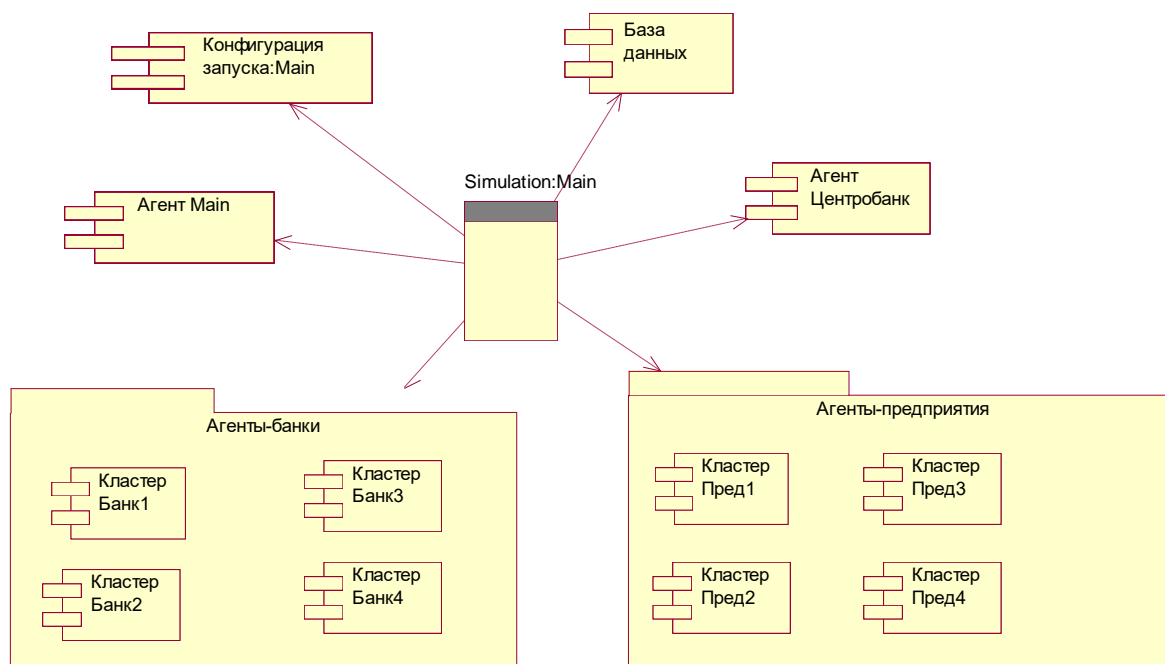 Конфигурация
запуска:Main
База
данных
Simulation:Main
Агент
Центробанк
Агент Main
Агенты-банки
Кластер
Банк1
Кластер
Банк3
Кластер
Банк2
Кластер
Банк4
Агенты-предприятия
Кластер
Пред1
Кластер
Пред3
Кластер
Пред2
Кластер
Пред4